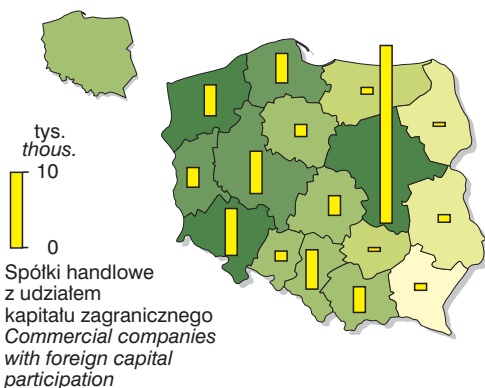 tys.
thous.
10
0
Spółki handlowe
z udziałem
kapitału zagranicznego
Commercial companies
with foreign capital
participation